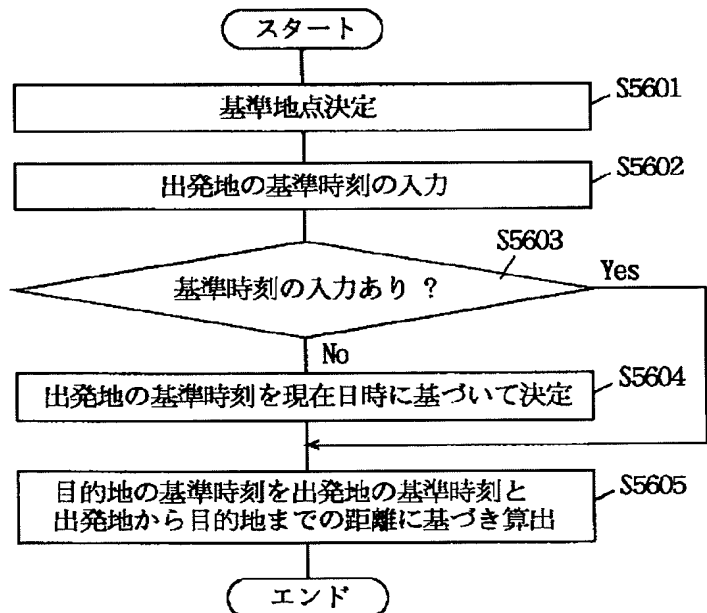 スタート
基準地点決定
S5601
出発地の基準時刻の入力
S5602
基準時刻の入力あり ?
S5603
Yes
No
出発地の基準時刻を現在日時に基づいて決定
S5604
目的地の基準時刻を出発地の基準時刻と
出発地から目的地までの距離に基づき算出
S5605
エンド